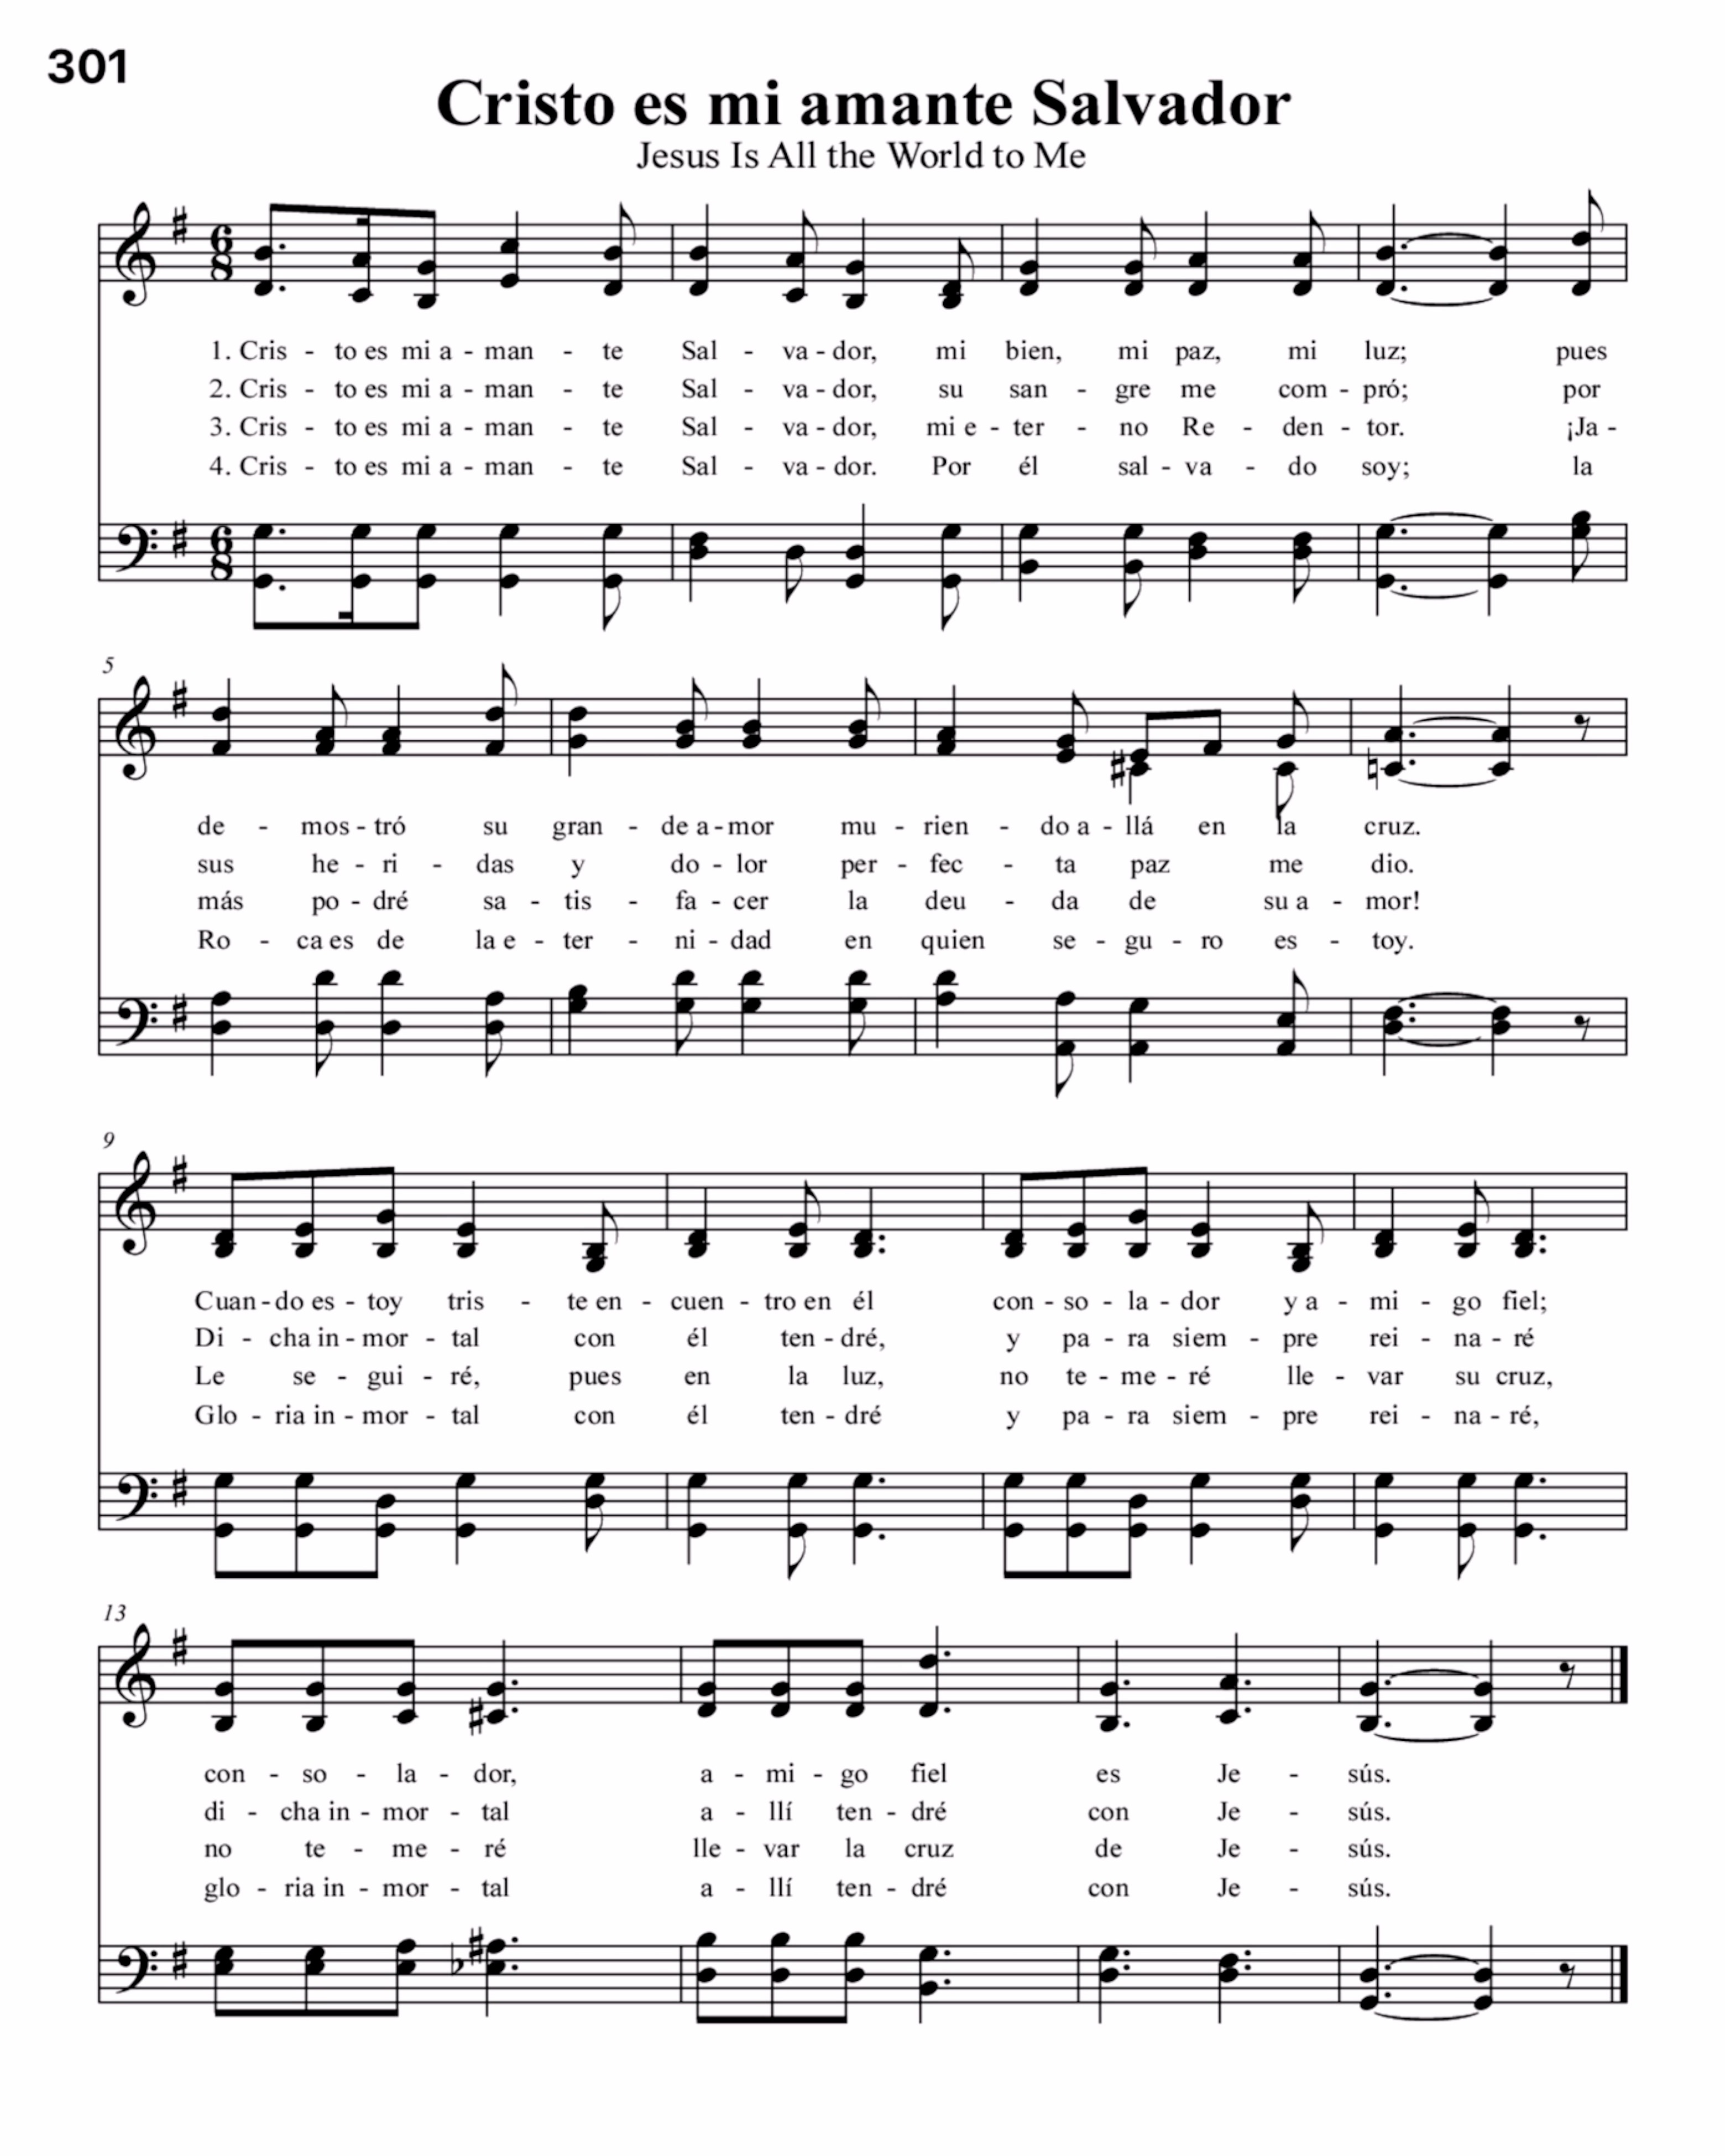 301
Cristo es mi amante Salvador
Jesus Is All the World to Me
1. Cris - to es mi a - man - te Sal - va - dor, mi bien, mi paz, mi luz; pues
2. Cris - to es mi a - man - te Sal - va - dor, su san - gre me com - pró; por
3. Cris - to es mi a - man - te Sal - va - dor, mi e - ter - no Re - den - tor. ¡Ja -
4. Cris - to es mi a - man - te Sal - va - dor. Por él sal - va - do soy; la
5
de - mos - tró su gran - de a - mor mu - rien - do a - llá en la cruz.
sus he - ri - das y do - lor per - fec - ta paz me dio.
más po - dré sa - tis - fa - cer la deu - da de su a - mor!
Ro - ca es de la e - ter - ni - dad en quien se - gu - ro es - toy.
9
Cuan - do es - toy tris - te en - cuen - tro en él con - so - la - dor y a - mi - go fiel;
Di - cha in - mor - tal con él ten - dré, y pa - ra siem - pre rei - na - ré
Le se - gui - ré, pues en la luz, no te - me - ré lle - var su cruz,
Glo - ria in - mor - tal con él ten - dré y pa - ra siem - pre rei - na - ré,
13
con - so - la - dor, a - mi - go fiel es Je - sús.
di - cha in - mor - tal a - llí ten - dré con Je - sús.
no te - me - ré lle - var la cruz de Je - sús.
glo - ria in - mor - tal a - llí ten - dré con Je - sús.